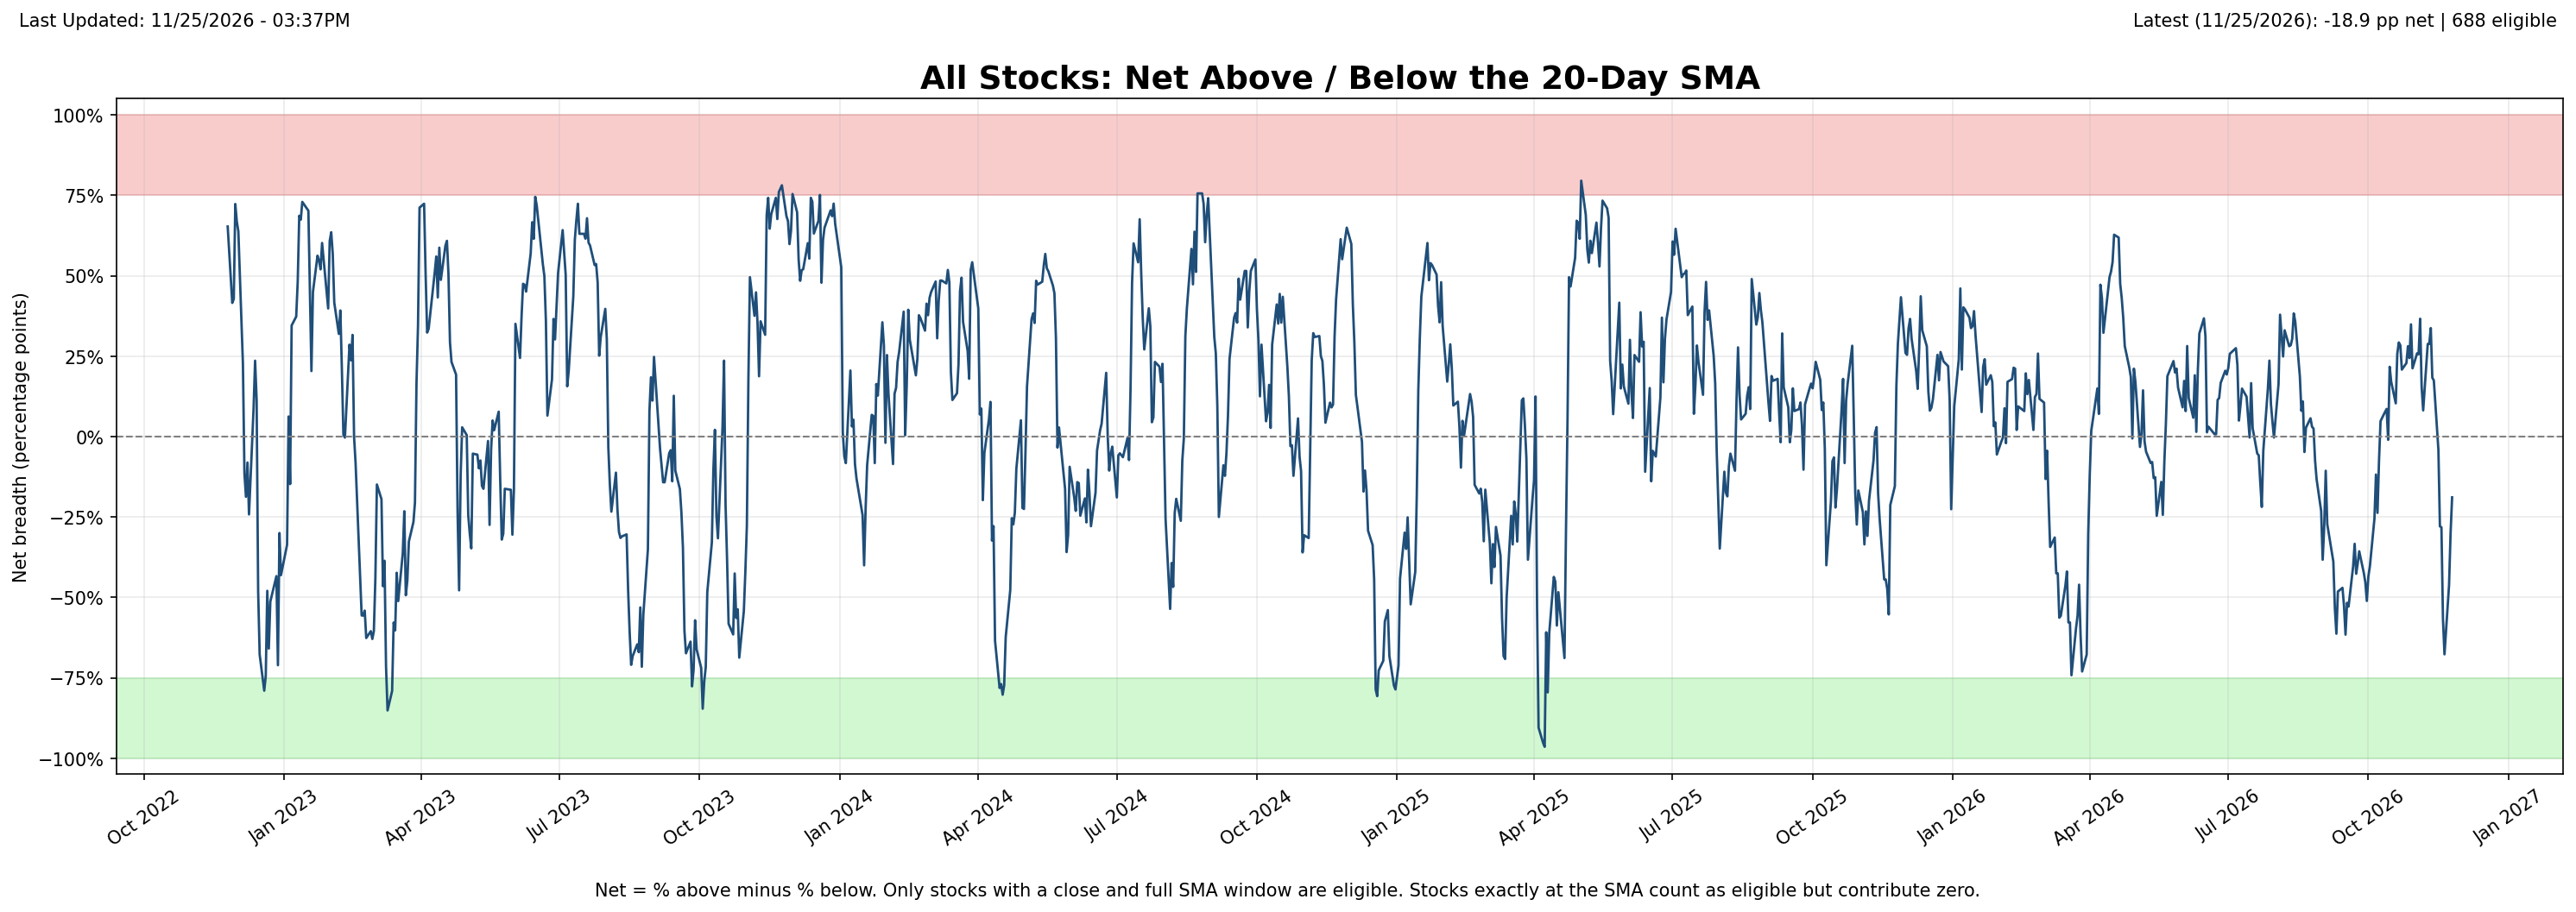 Last Updated: 11/25/2026 - 03:37PM
Latest (11/25/2026): -18.9 pp net | 688 eligible
All Stocks: Net Above / Below the 20-Day SMA
Net breadth (percentage points)
100%
75%
50%
25%
0%
−25%
−50%
−75%
−100%
Oct 2022
Jan 2023
Apr 2023
Jul 2023
Oct 2023
Jan 2024
Apr 2024
Jul 2024
Oct 2024
Jan 2025
Apr 2025
Jul 2025
Oct 2025
Jan 2026
Apr 2026
Jul 2026
Oct 2026
Jan 2027
Net = % above minus % below. Only stocks with a close and full SMA window are eligible. Stocks exactly at the SMA count as eligible but contribute zero.